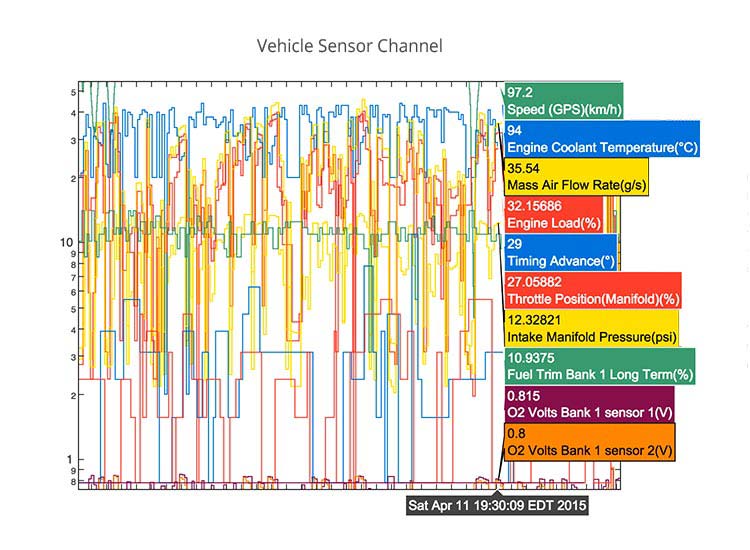 Vehicle Sensor Channel
5
4
3
2
10
9
8
7
6
5
4
3
2
1
9
8
97.2
Speed (GPS)(km/h)
94
Engine Coolant Temperature(°C)
35.54
Mass Air Flow Rate(g/s)
32.15686
Engine Load(%)
29
Timing Advance(°)
27.05882
Throttle Position(Manifold)(%)
12.32821
Intake Manifold Pressure(psi)
10.9375
Fuel Trim Bank 1 Long Term(%)
0.815
O2 Volts Bank 1 sensor 1(V)
0.8
O2 Volts Bank 1 sensor 2(V)
Sat Apr 11 19:30:09 EDT 2015